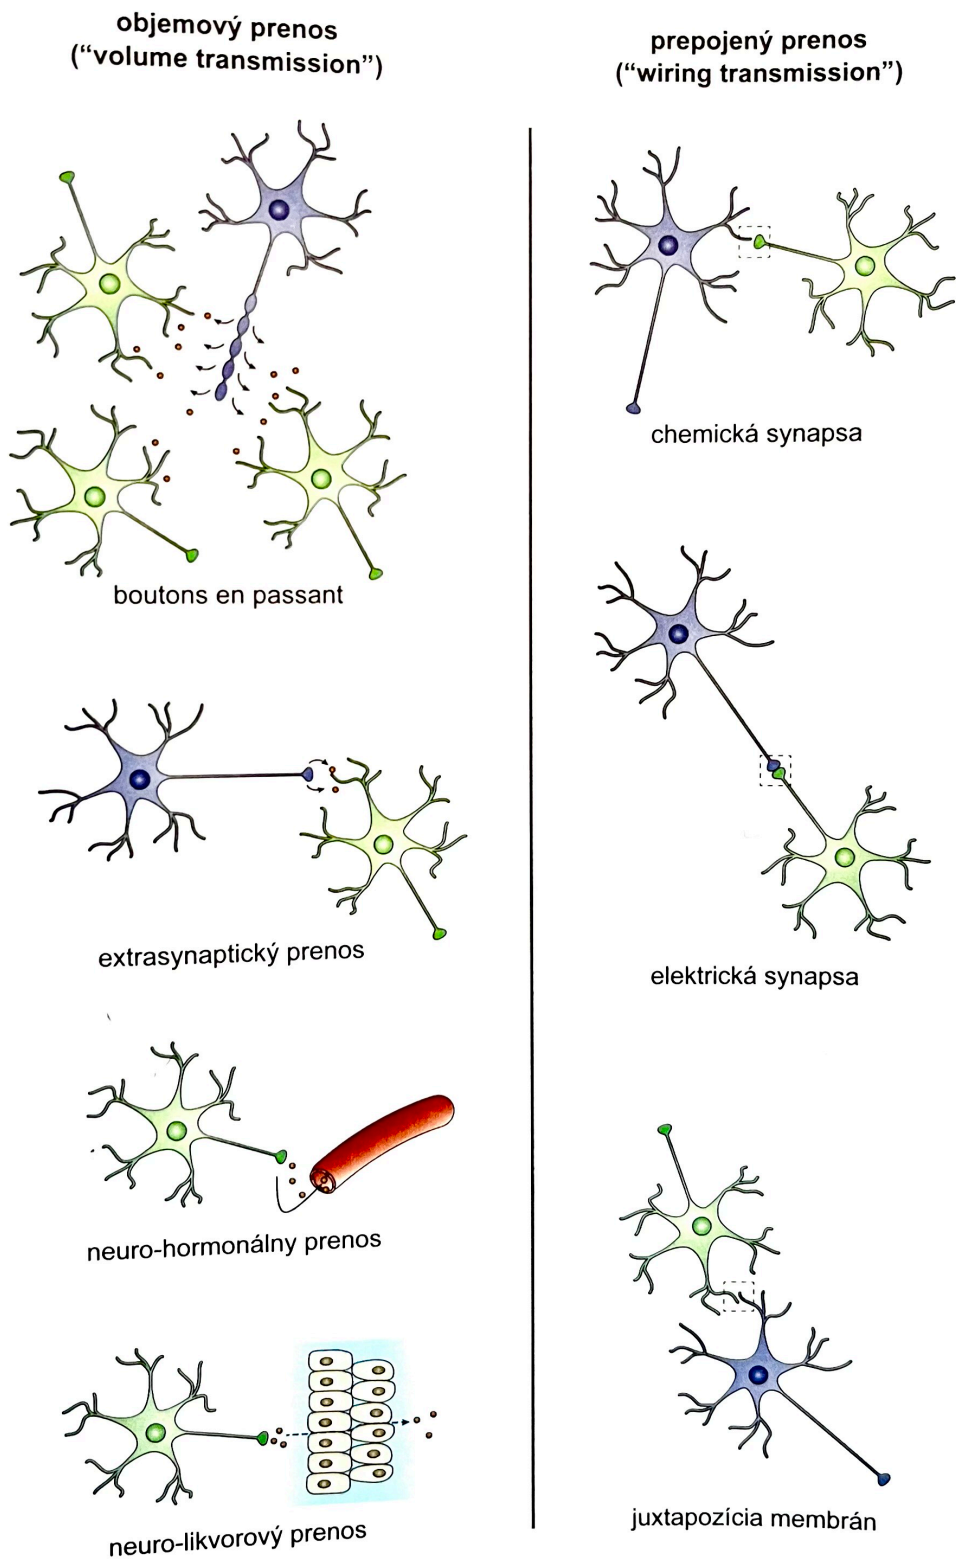 objemový prenos
(“volume transmission”)
boutons en passant
extrasynaptický prenos
neuro-hormonálny prenos
neuro-likvorový prenos
prepojený prenos
(“wiring transmission”)
chemická synapsa
elektrická synapsa
juxtapozícia membrán